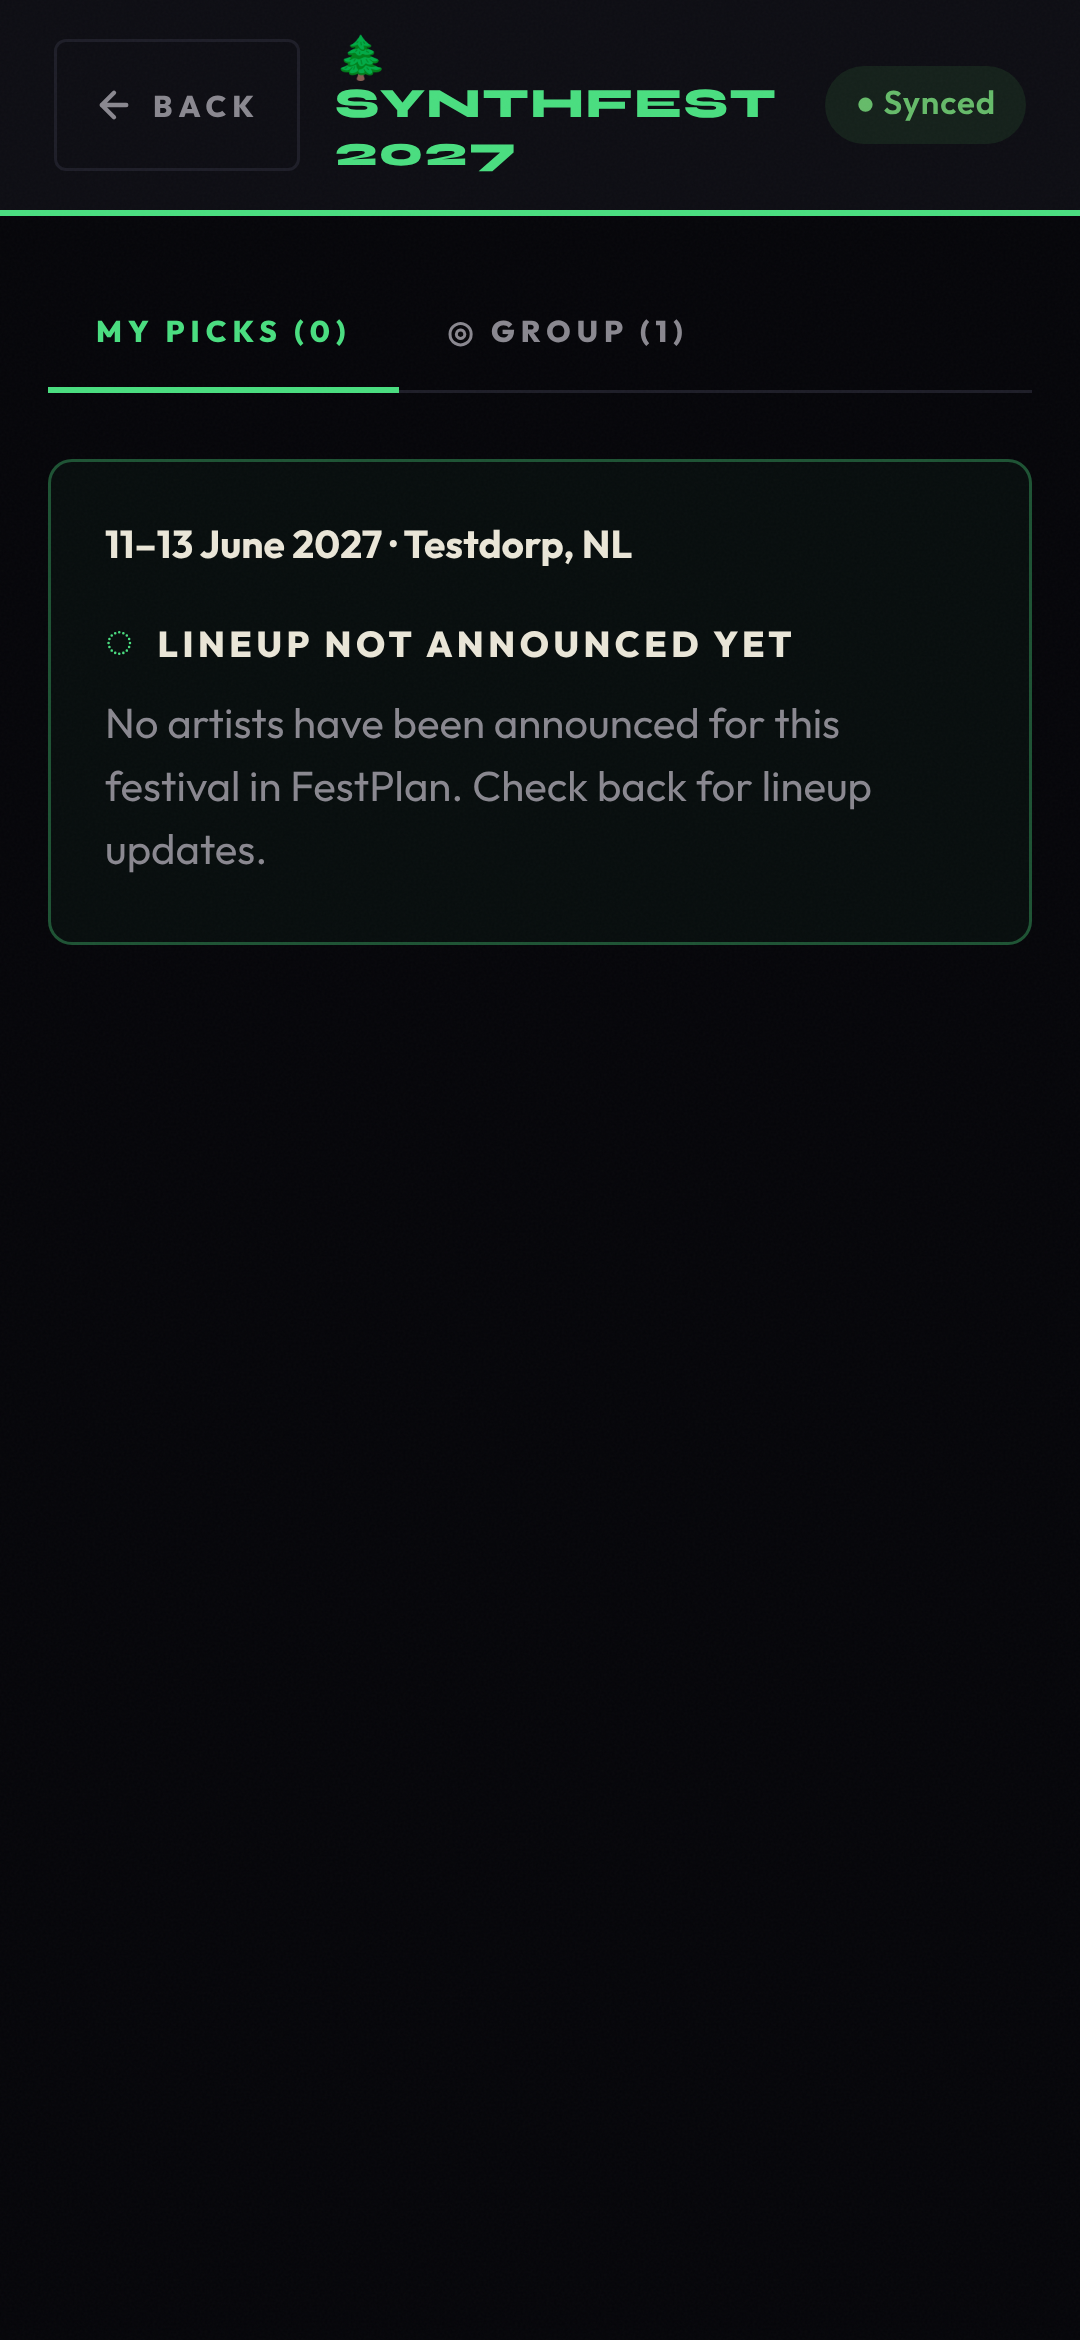 ← BACK
🌲
SYNTHFEST
2027
● Synced
MY PICKS (0)
◎ GROUP (1)
11–13 June 2027 · Testdorp, NL
◌ LINEUP NOT ANNOUNCED YET
No artists have been announced for this
festival in FestPlan. Check back for lineup
updates.